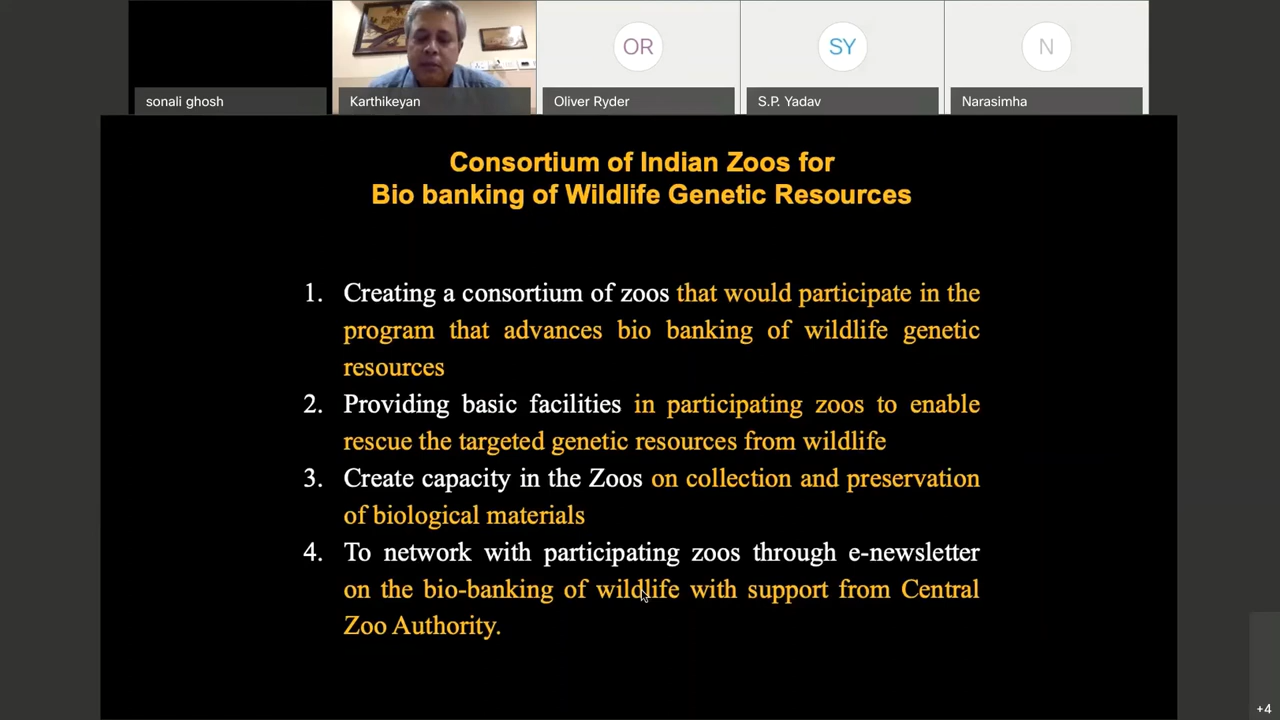 OR
SY
N
sonali ghosh
Karthikeyan
Oliver Ryder
S.P. Yadav
Narasimha
Consortium of Indian Zoos for
Bio banking of Wildlife Genetic Resources
1. Creating a consortium of zoos that would participate in the
program that advances bio banking of wildlife genetic
resources
2. Providing basic facilities in participating zoos to enable
rescue the targeted genetic resources from wildlife
3. Create capacity in the Zoos on collection and preservation
of biological materials
4. To network with participating zoos through e-newsletter
on the bio-banking of wildlife with support from Central
Zoo Authority.
+4